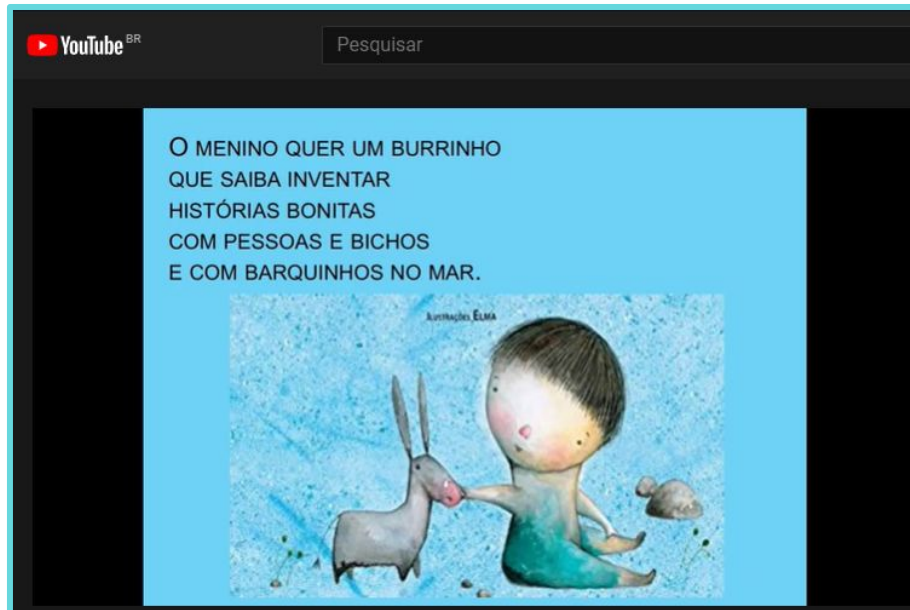 YouTube BR
Pesquisar
O MENINO QUER UM BURRINHO
QUE SAIBA INVENTAR
HISTÓRIAS BONITAS
COM PESSOAS E BICHOS
E COM BARQUINHOS NO MAR.
ILUSTRAÇÕES ELMA